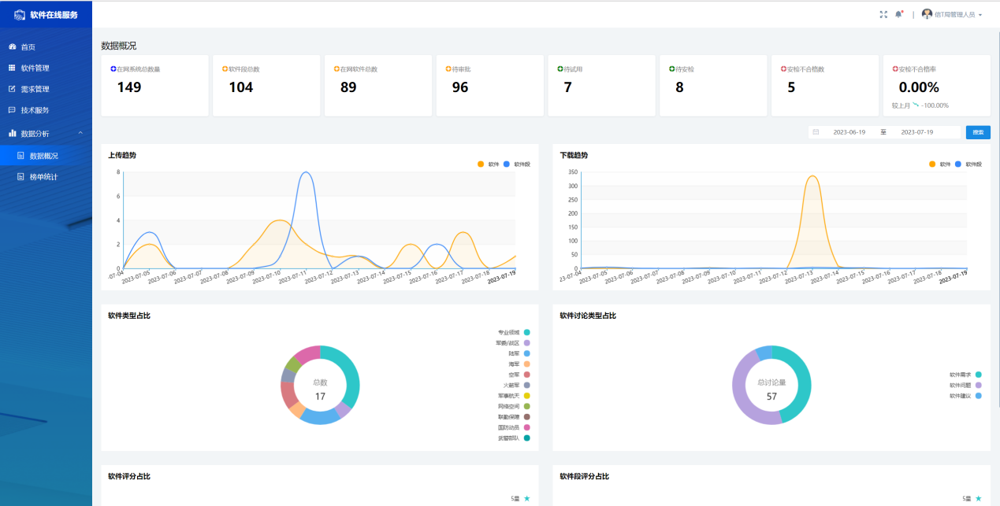 软件在线服务
信IT局管理人员
首页
软件管理
需求管理
技术服务
数据分析
数据概况
榜单统计
数据概况
在网系统总数量
149
软件段总数
104
在网软件总数
89
待审批
96
待试用
7
待安检
8
安检不合格数
5
安检不合格率
0.00%
较上月 -100.00%
2023-06-19 至 2023-07-19 搜索
上传趋势
软件 软件段
8
6
4
2
0
-07-04 2023-07-05 2023-07-06 2023-07-07 2023-07-08 2023-07-09 2023-07-10 2023-07-11 2023-07-12 2023-07-13 2023-07-14 2023-07-15 2023-07-16 2023-07-17 2023-07-18 2023-07-19
下载趋势
软件 软件段
350
300
250
200
150
100
50
0
23-07-04 2023-07-05 2023-07-06 2023-07-07 2023-07-08 2023-07-09 2023-07-10 2023-07-11 2023-07-12 2023-07-13 2023-07-14 2023-07-15 2023-07-16 2023-07-17 2023-07-18 2023-07-19
软件类型占比
总数
17
专业领域
军委/战区
陆军
海军
空军
火箭军
军事航天
网络空间
联勤保障
国防动员
武警部队
软件讨论类型占比
总讨论量
57
软件需求
软件问题
软件建议
软件评分占比
5星
软件段评分占比
5星